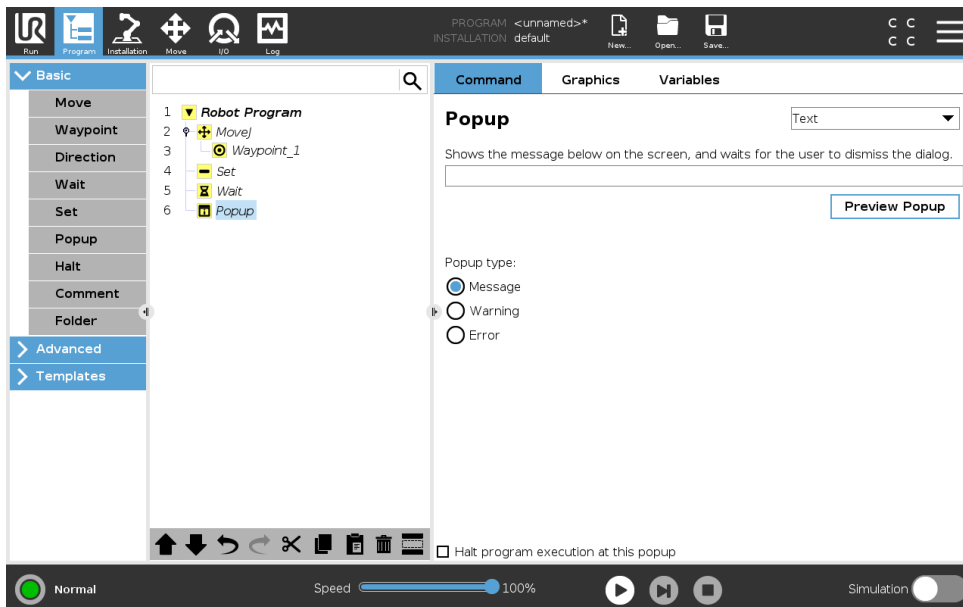 PROGRAM <unnamed>*
INSTALLATION default
Run
Program
Installation
Move
I/O
Log
New...
Open...
Save...
C C
C C
Basic
Move
Waypoint
Direction
Wait
Set
Popup
Halt
Comment
Folder
Advanced
Templates
1 Robot Program
2 MoveJ
3 Waypoint_1
4 Set
5 Wait
6 Popup
Command
Graphics
Variables
Popup
Text
Shows the message below on the screen, and waits for the user to dismiss the dialog.
Preview Popup
Popup type:
Message
Warning
Error
Halt program execution at this popup
Normal
Speed
100%
Simulation